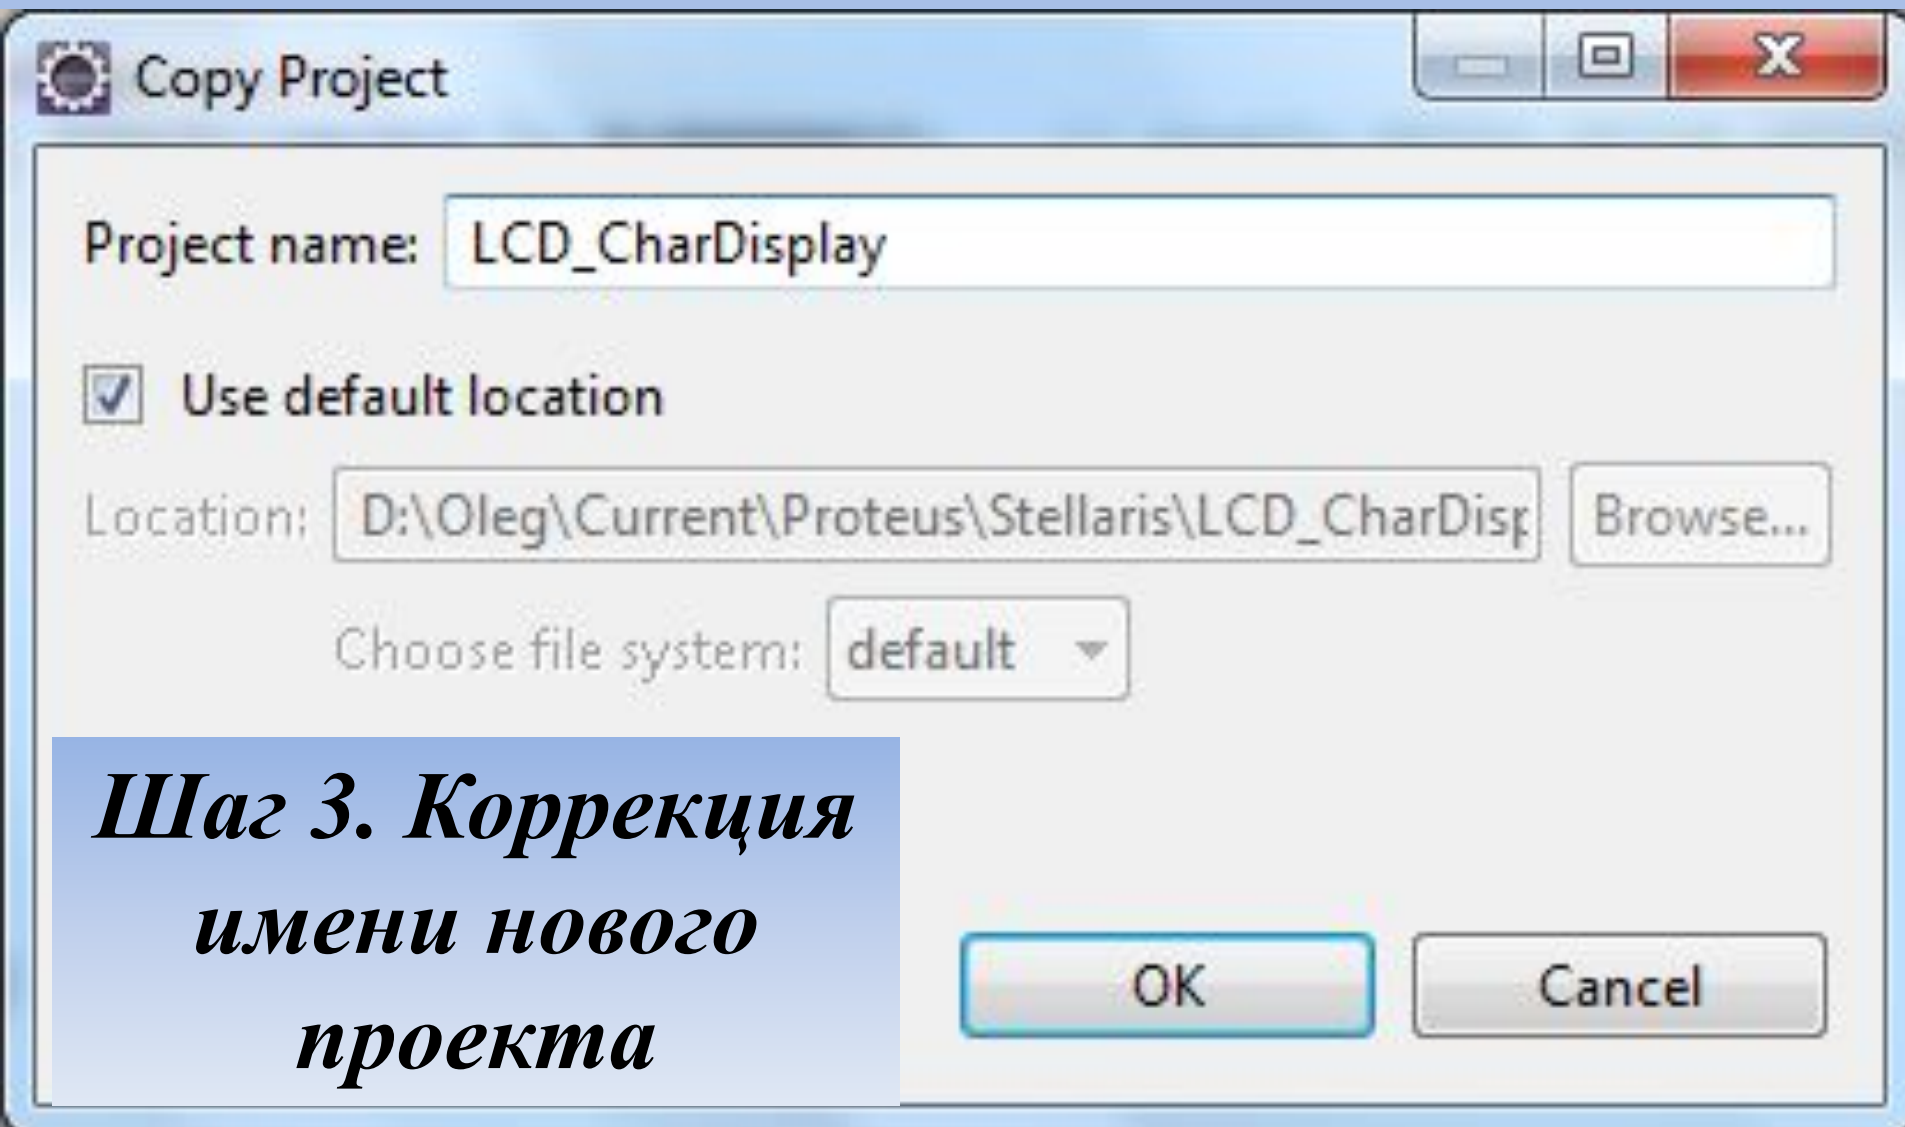 Copy Project
Project name: LCD_CharDisplay
Use default location
Location: D:\Oleg\Current\Proteus\Stellaris\LCD_CharDisp Browse...
Choose file system: default
Шаг 3. Коррекция
имени нового
проекта
OK Cancel